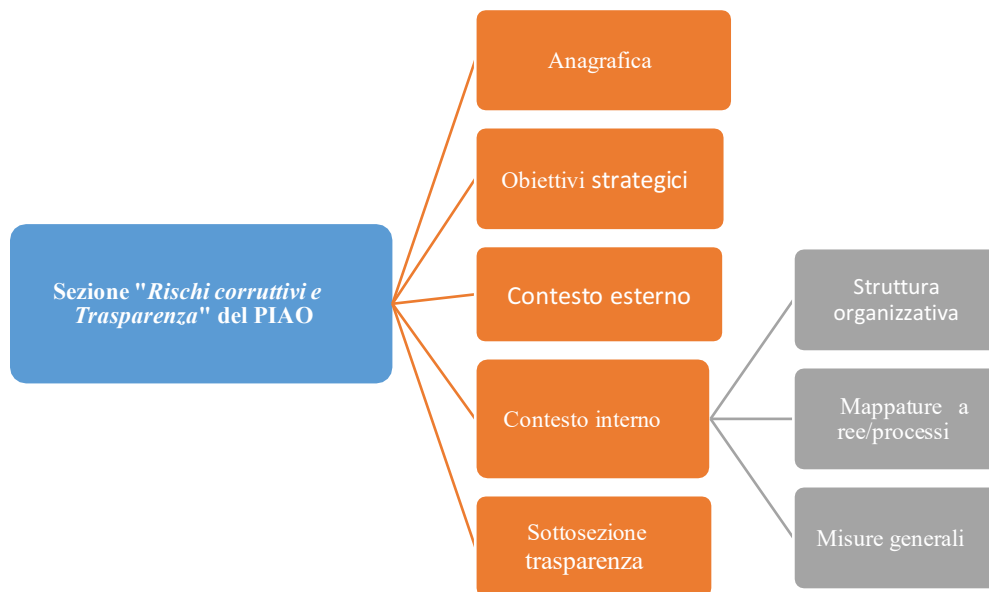 Sezione "Rischi corruttivi e
Trasparenza" del PIAO
Anagrafica
Obiettivi strategici
Contesto esterno
Contesto interno
Sottosezione
trasparenza
Struttura
organizzativa
Mappature a
ree/processi
Misure generali